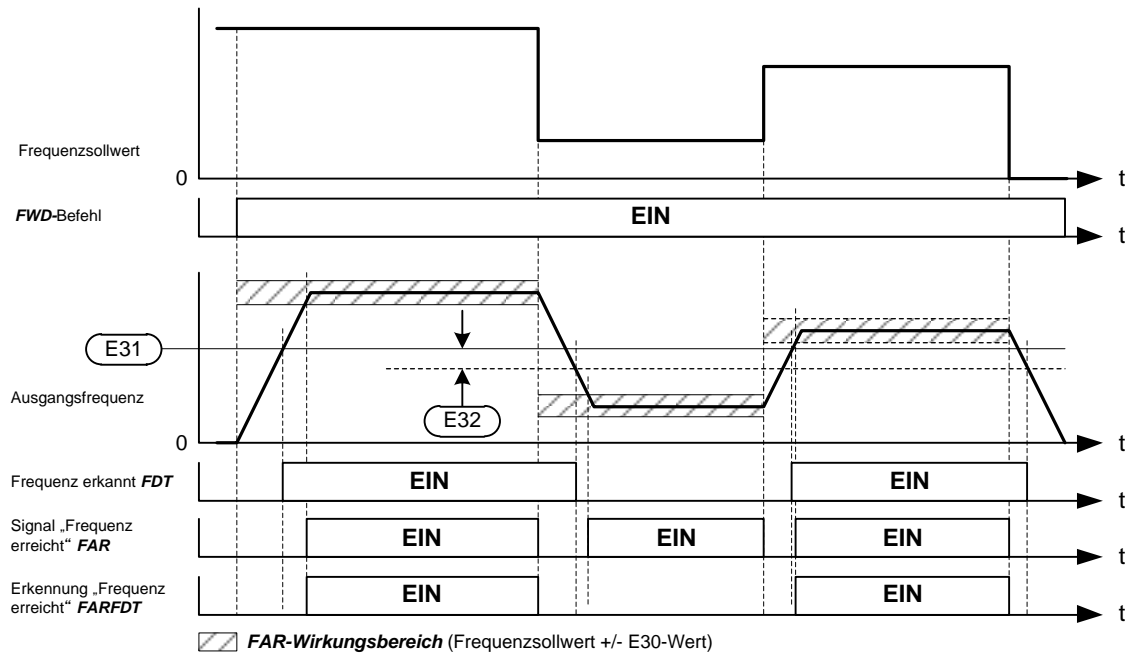 Frequenzsollwert
0
t
FWD-Befehl
EIN
t
E31
E32
Ausgangsfrequenz
0
t
Frequenz erkannt FDT
EIN
EIN
t
Signal „Frequenz
erreicht“ FAR
EIN
EIN
EIN
t
Erkennung „Frequenz
erreicht“ FARFDT
EIN
EIN
t
FAR-Wirkungsbereich (Frequenzsollwert +/- E30-Wert)